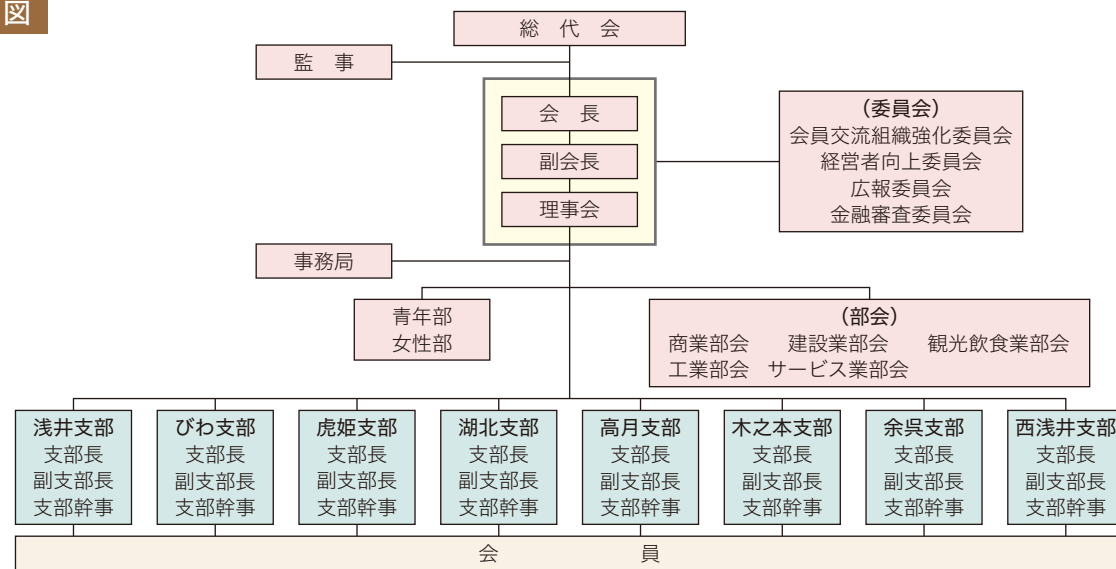 図
総　代　会
監　事
会　長
副会長
理事会
（委員会）
会員交流組織強化委員会
経営者向上委員会
広報委員会
金融審査委員会
事務局
青年部
女性部
（部会）
商業部会　建設業部会　観光飲食業部会
工業部会　サービス業部会
浅井支部
支部長
副支部長
支部幹事
びわ支部
支部長
副支部長
支部幹事
虎姫支部
支部長
副支部長
支部幹事
湖北支部
支部長
副支部長
支部幹事
高月支部
支部長
副支部長
支部幹事
木之本支部
支部長
副支部長
支部幹事
余呉支部
支部長
副支部長
支部幹事
西浅井支部
支部長
副支部長
支部幹事
会　員